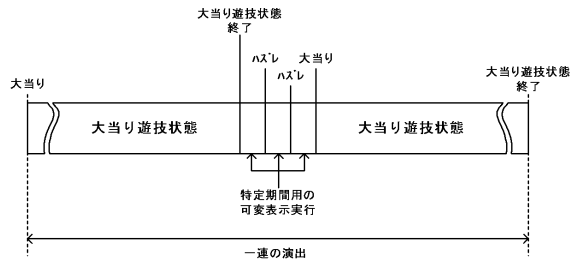 大当り遊技状態
終了
大当り
ﾊｽﾞﾚ
ﾊｽﾞﾚ
大当り
大当り遊技状態
終了
大当り遊技状態
大当り遊技状態
特定期間用の
可変表示実行
一連の演出